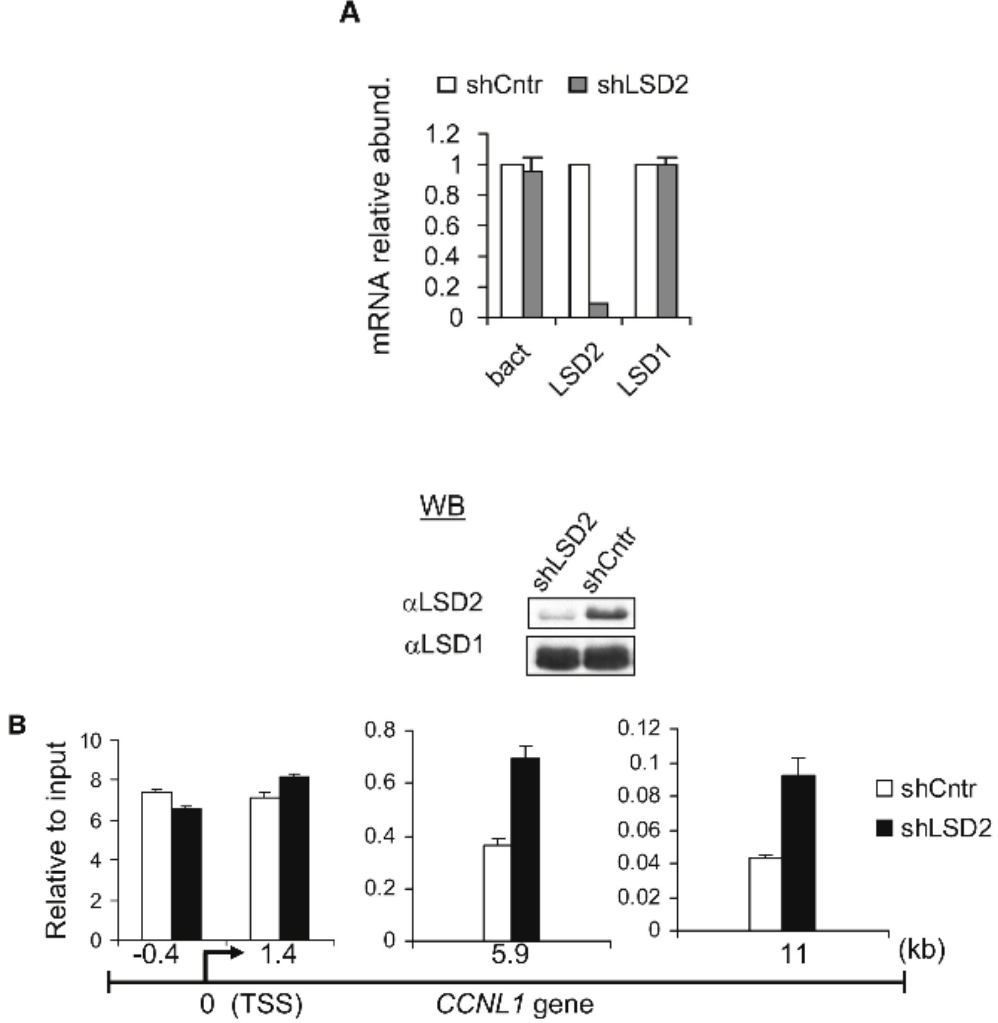 A
shCntr shLSD2
mRNA relative abund.
1.2
1
0.8
0.6
0.4
0.2
0
bact LSD2 LSD1
WB
shLSD2 shCntr
αLSD2
αLSD1
B
Relative to input
10
8
6
4
2
0
-0.4 1.4
0.8
0.6
0.4
0.2
0
5.9
0.12
0.1
0.08
0.06
0.04
0.02
0
11 (kb)
shCntr
shLSD2
0 (TSS) CCNL1 gene